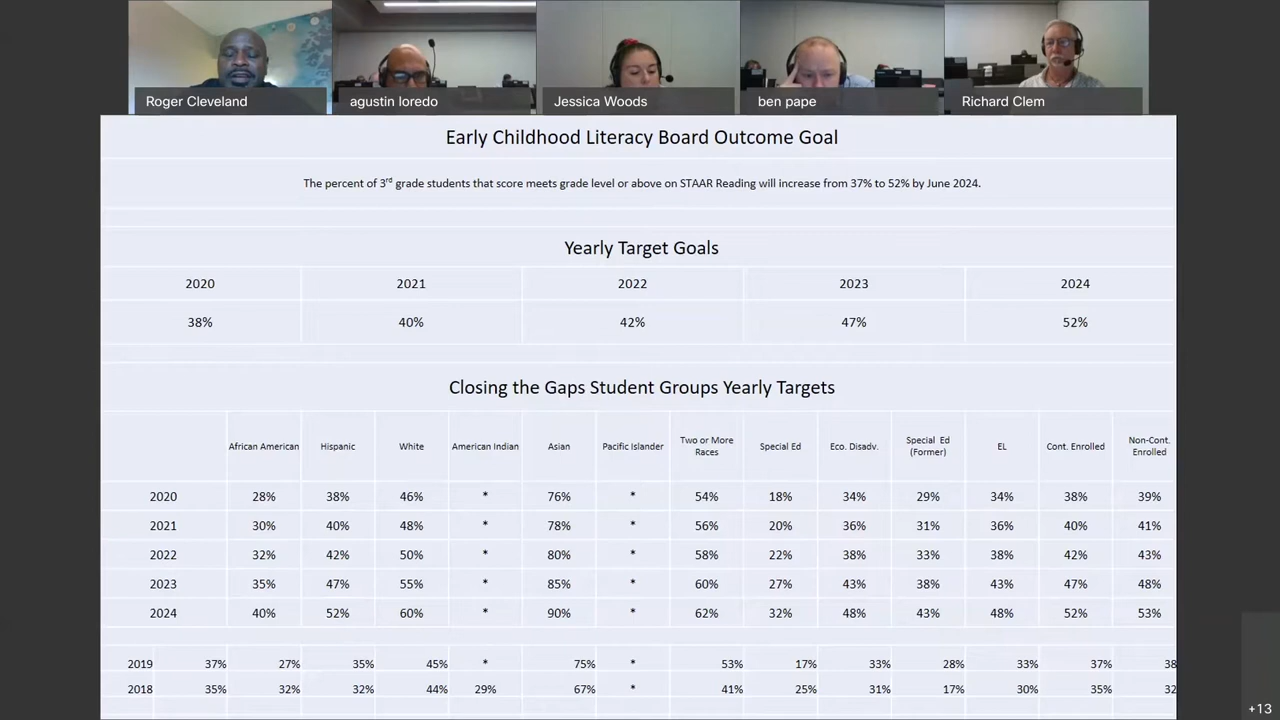 Roger Cleveland
agustin loredo
Jessica Woods
ben pape
Richard Clem
Early Childhood Literacy Board Outcome Goal
The percent of 3rd grade students that score meets grade level or above on STAAR Reading will increase from 37% to 52% by June 2024.
Yearly Target Goals
2020 2021 2022 2023 2024
38% 40% 42% 47% 52%
Closing the Gaps Student Groups Yearly Targets
African American Hispanic White American Indian Asian Pacific Islander Two or More Races Special Ed Eco. Disadv. Special Ed (Former) EL Cont. Enrolled Non-Cont. Enrolled
2020 28% 38% 46% * 76% * 54% 18% 34% 29% 34% 38% 39%
2021 30% 40% 48% * 78% * 56% 20% 36% 31% 36% 40% 41%
2022 32% 42% 50% * 80% * 58% 22% 38% 33% 38% 42% 43%
2023 35% 47% 55% * 85% * 60% 27% 43% 38% 43% 47% 48%
2024 40% 52% 60% * 90% * 62% 32% 48% 43% 48% 52% 53%
2019 37% 27% 35% 45% * 75% * 53% 17% 33% 28% 33% 37% 38
2018 35% 32% 32% 44% 29% 67% * 41% 25% 31% 17% 30% 35% 32
+13